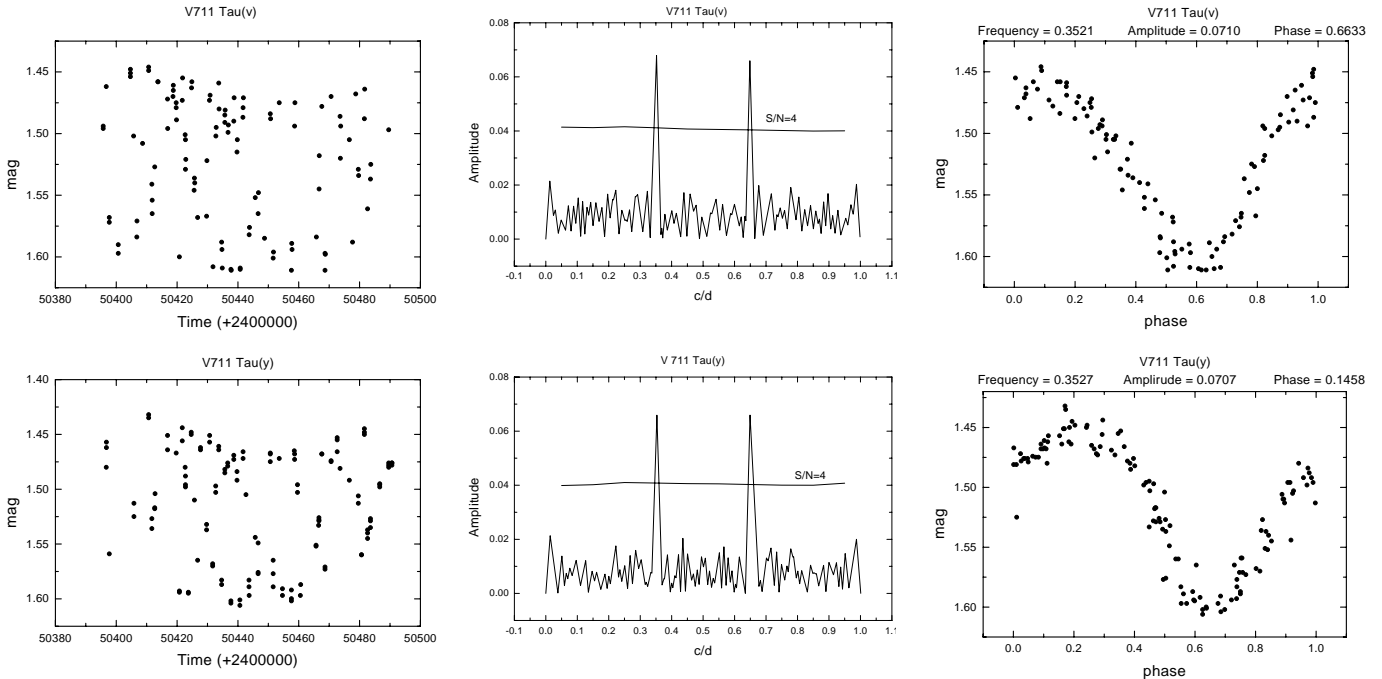 V711 Tau(v)
mag
1.45
1.50
1.55
1.60
50380 50400 50420 50440 50460 50480 50500
Time (+2400000)
V711 Tau(v)
Amplitude
0.08
0.06
0.04
0.02
0.00
S/N=4
-0.1 0.0 0.1 0.2 0.3 0.4 0.5 0.6 0.7 0.8 0.9 1.0 1.1
c/d
V711 Tau(v)
Frequency = 0.3521 Amplitude = 0.0710 Phase = 0.6633
mag
1.45
1.50
1.55
1.60
0.0 0.2 0.4 0.6 0.8 1.0
phase
V711 Tau(y)
mag
1.40
1.45
1.50
1.55
1.60
50380 50400 50420 50440 50460 50480 50500
Time (+2400000)
V 711 Tau(y)
Amplitude
0.08
0.06
0.04
0.02
0.00
S/N=4
-0.1 0.0 0.1 0.2 0.3 0.4 0.5 0.6 0.7 0.8 0.9 1.0 1.1
c/d
V711 Tau(y)
Frequency = 0.3527 Amplirude = 0.0707 Phase = 0.1458
mag
1.45
1.50
1.55
1.60
0.0 0.2 0.4 0.6 0.8 1.0
phase